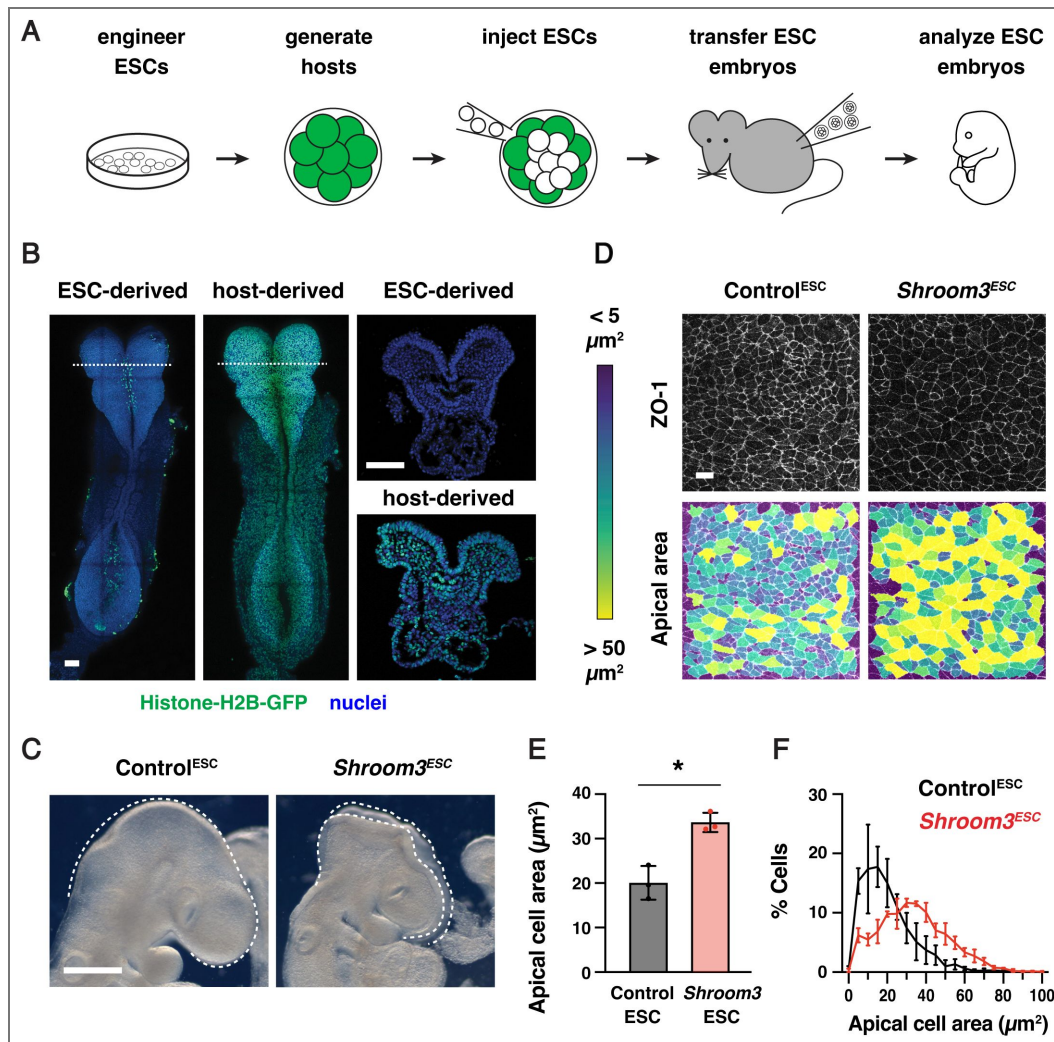 A
engineer
ESCs
generate
hosts
inject ESCs
transfer ESC
embryos
analyze ESC
embryos
B
ESC-derived
host-derived
ESC-derived
host-derived
Histone-H2B-GFP nuclei
D
< 5
µm²
> 50
µm²
Control^ESC
Shroom3^ESC
ZO-1
Apical area
C
Control^ESC
Shroom3^ESC
E
*
Apical cell area (µm²)
40
30
20
10
0
Control
ESC
Shroom3
ESC
F
Control^ESC
Shroom3^ESC
% Cells
30
20
10
0
0 20 40 60 80 100
Apical cell area (µm²)